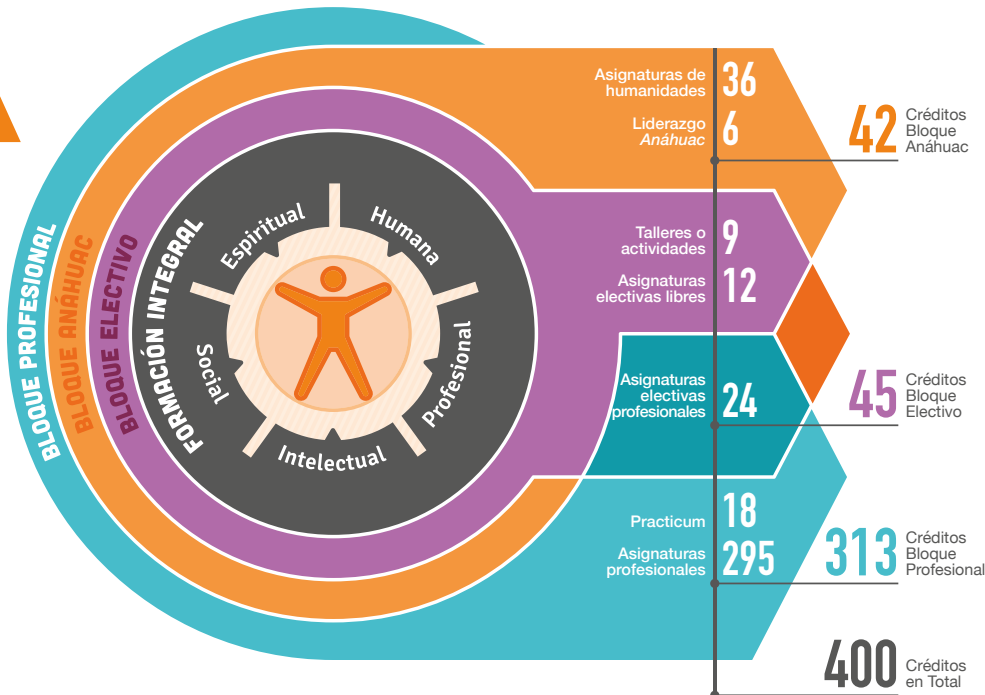 BLOQUE PROFESIONAL
BLOQUE ANÁHUAC
BLOQUE ELECTIVO
FORMACIÓN INTEGRAL
Espiritual
Humana
Social
Profesional
Intelectual
Asignaturas de
humanidades
36
Liderazgo
Anáhuac
6
42
Créditos
Bloque
Anáhuac
Talleres o
actividades
9
Asignaturas
electivas libres
12
Asignaturas
electivas
profesionales
24
45
Créditos
Bloque
Electivo
Practicum
18
Asignaturas
profesionales
295
313
Créditos
Bloque
Profesional
400
Créditos
en Total